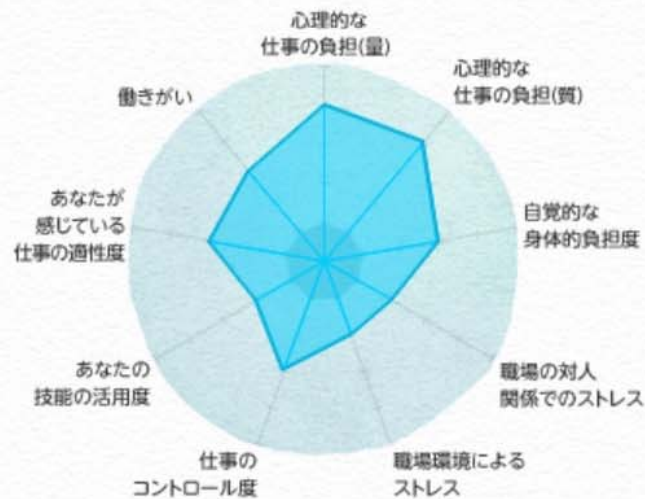 心理的な
仕事の負担(量)
心理的な
仕事の負担(質)
自覚的な
身体的負担度
職場の対人
関係でのストレス
職場環境による
ストレス
仕事の
コントロール度
あなたの
技能の活用度
あなたが
感じている
仕事の適性度
働きがい